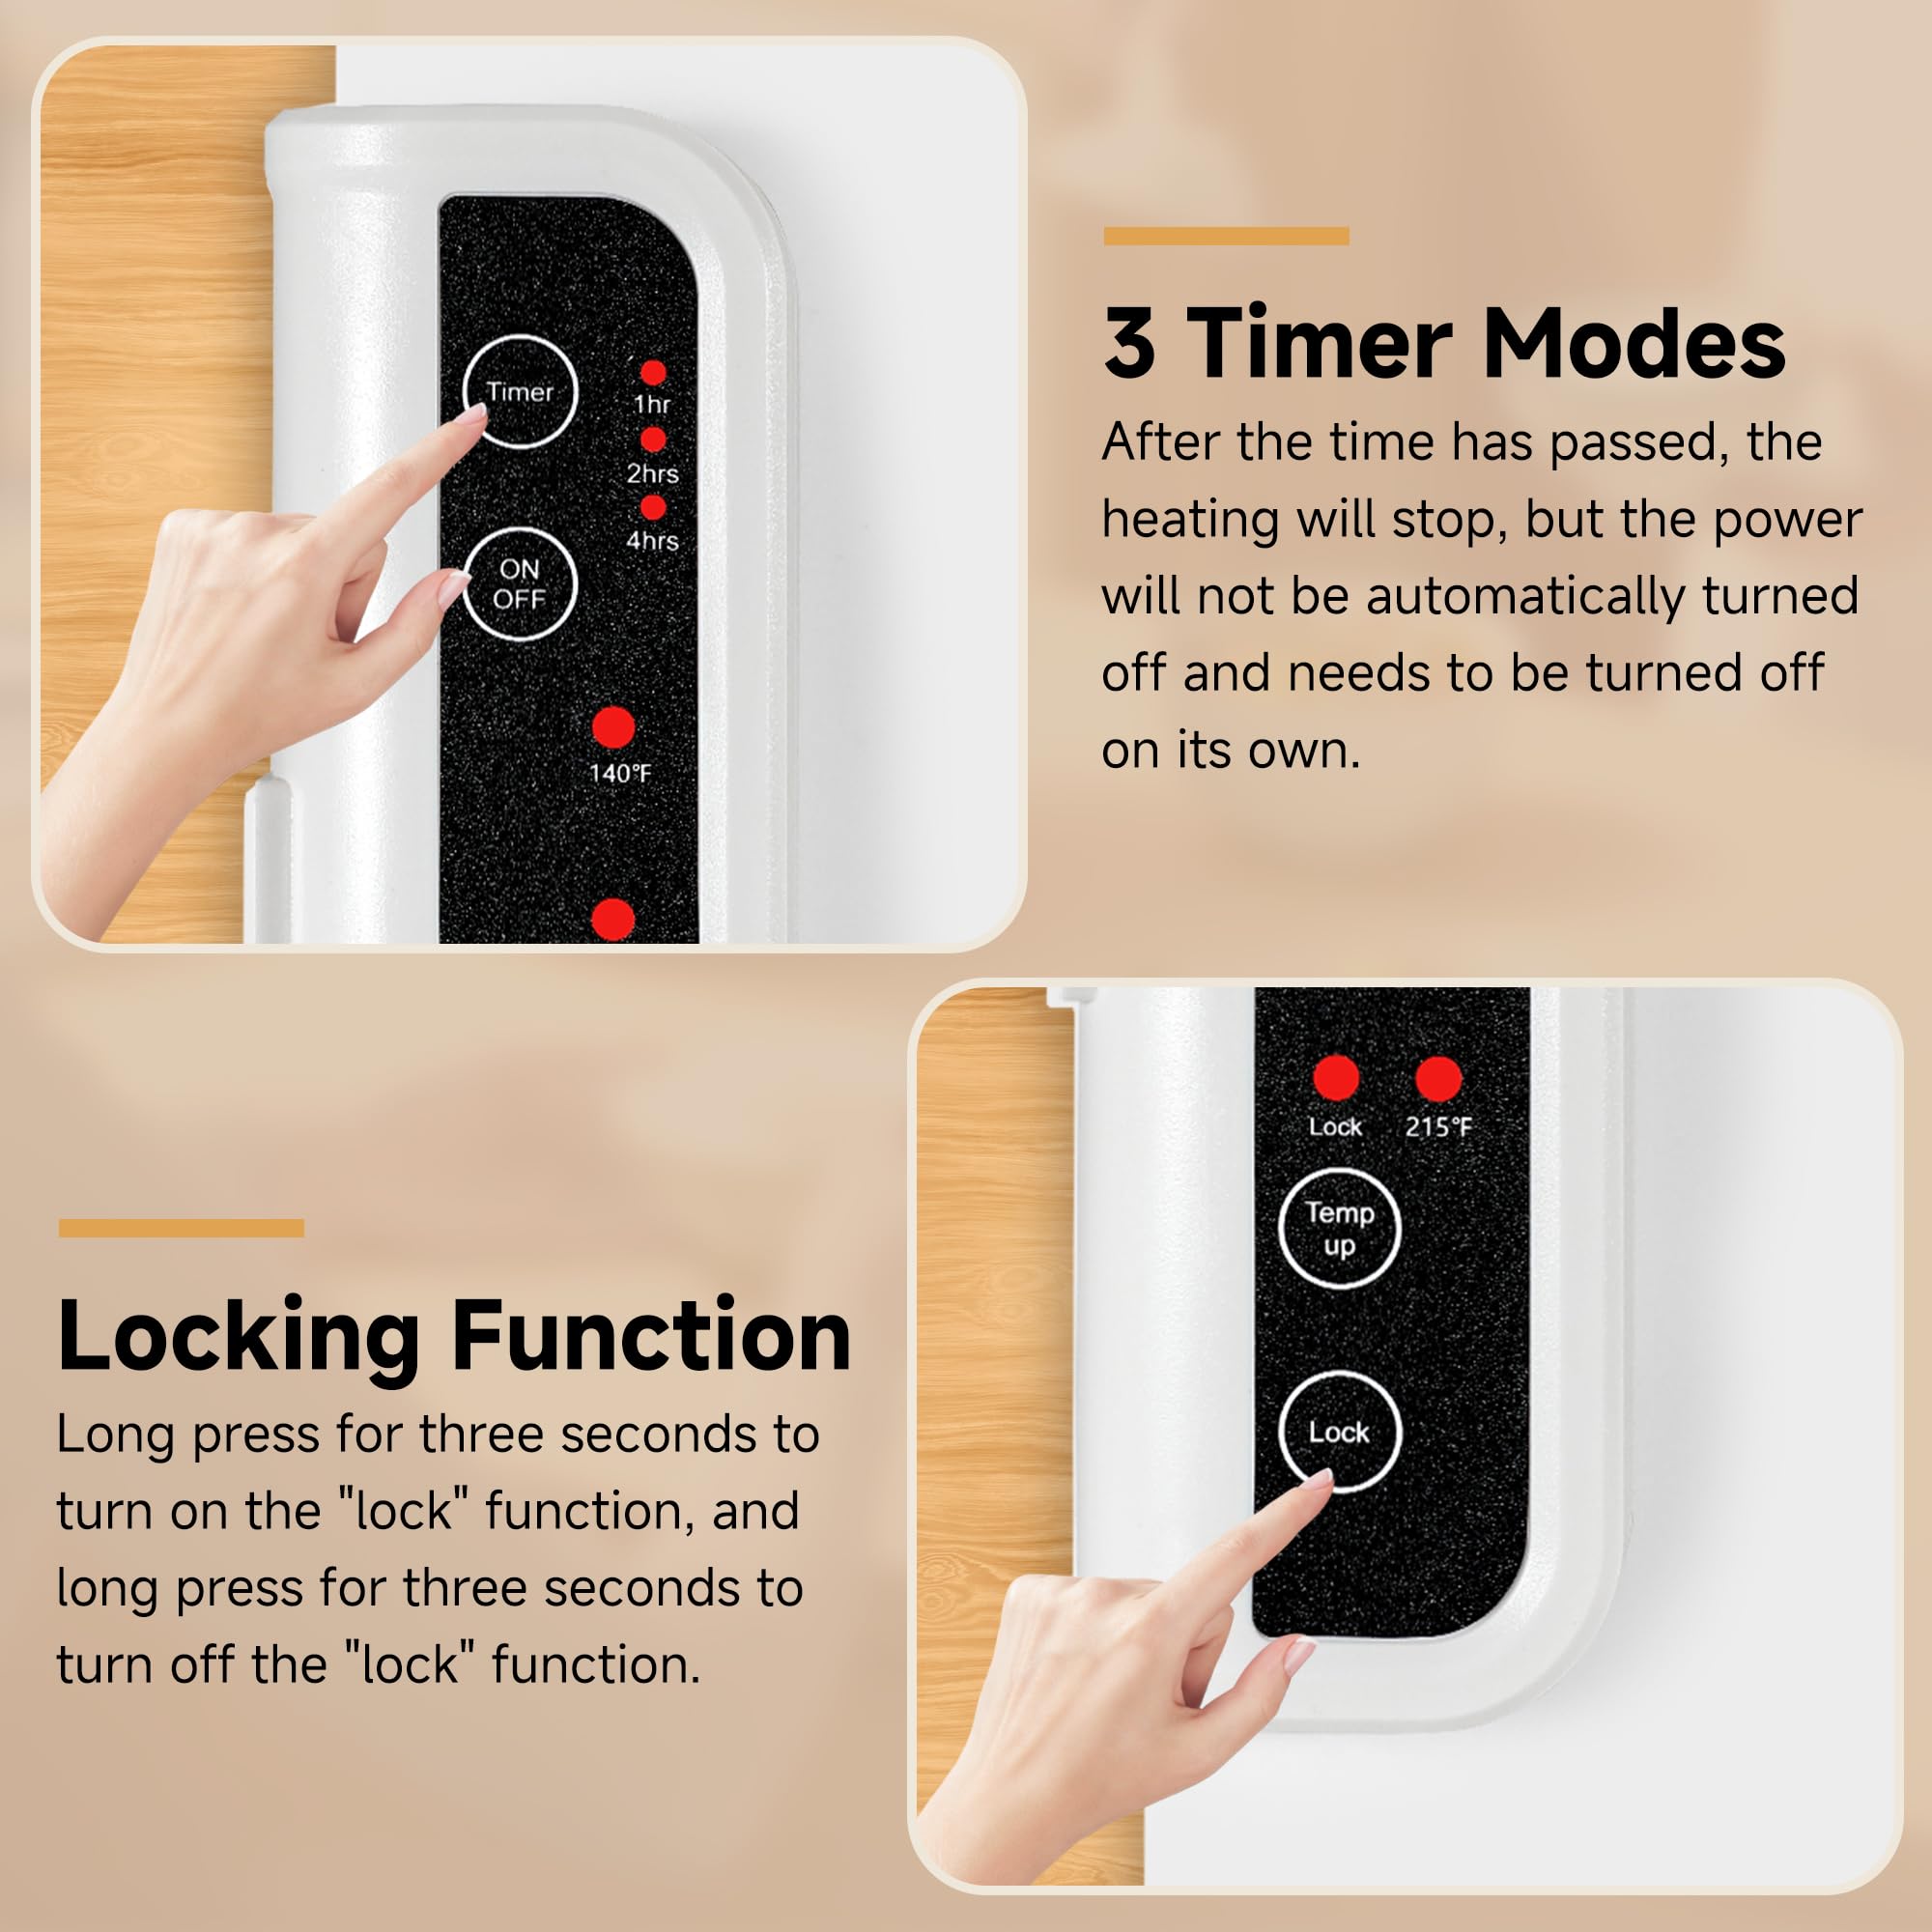 Timer
1hr
2hrs
4hrs
ON
OFF
140°F
3 Timer Modes
After the time has passed, the
heating will stop, but the power
will not be automatically turned
off and needs to be turned off
on its own.
Locking Function
Long press for three seconds to
turn on the "lock" function, and
long press for three seconds to
turn off the "lock" function.
Lock 215°F
Temp
up
Lock